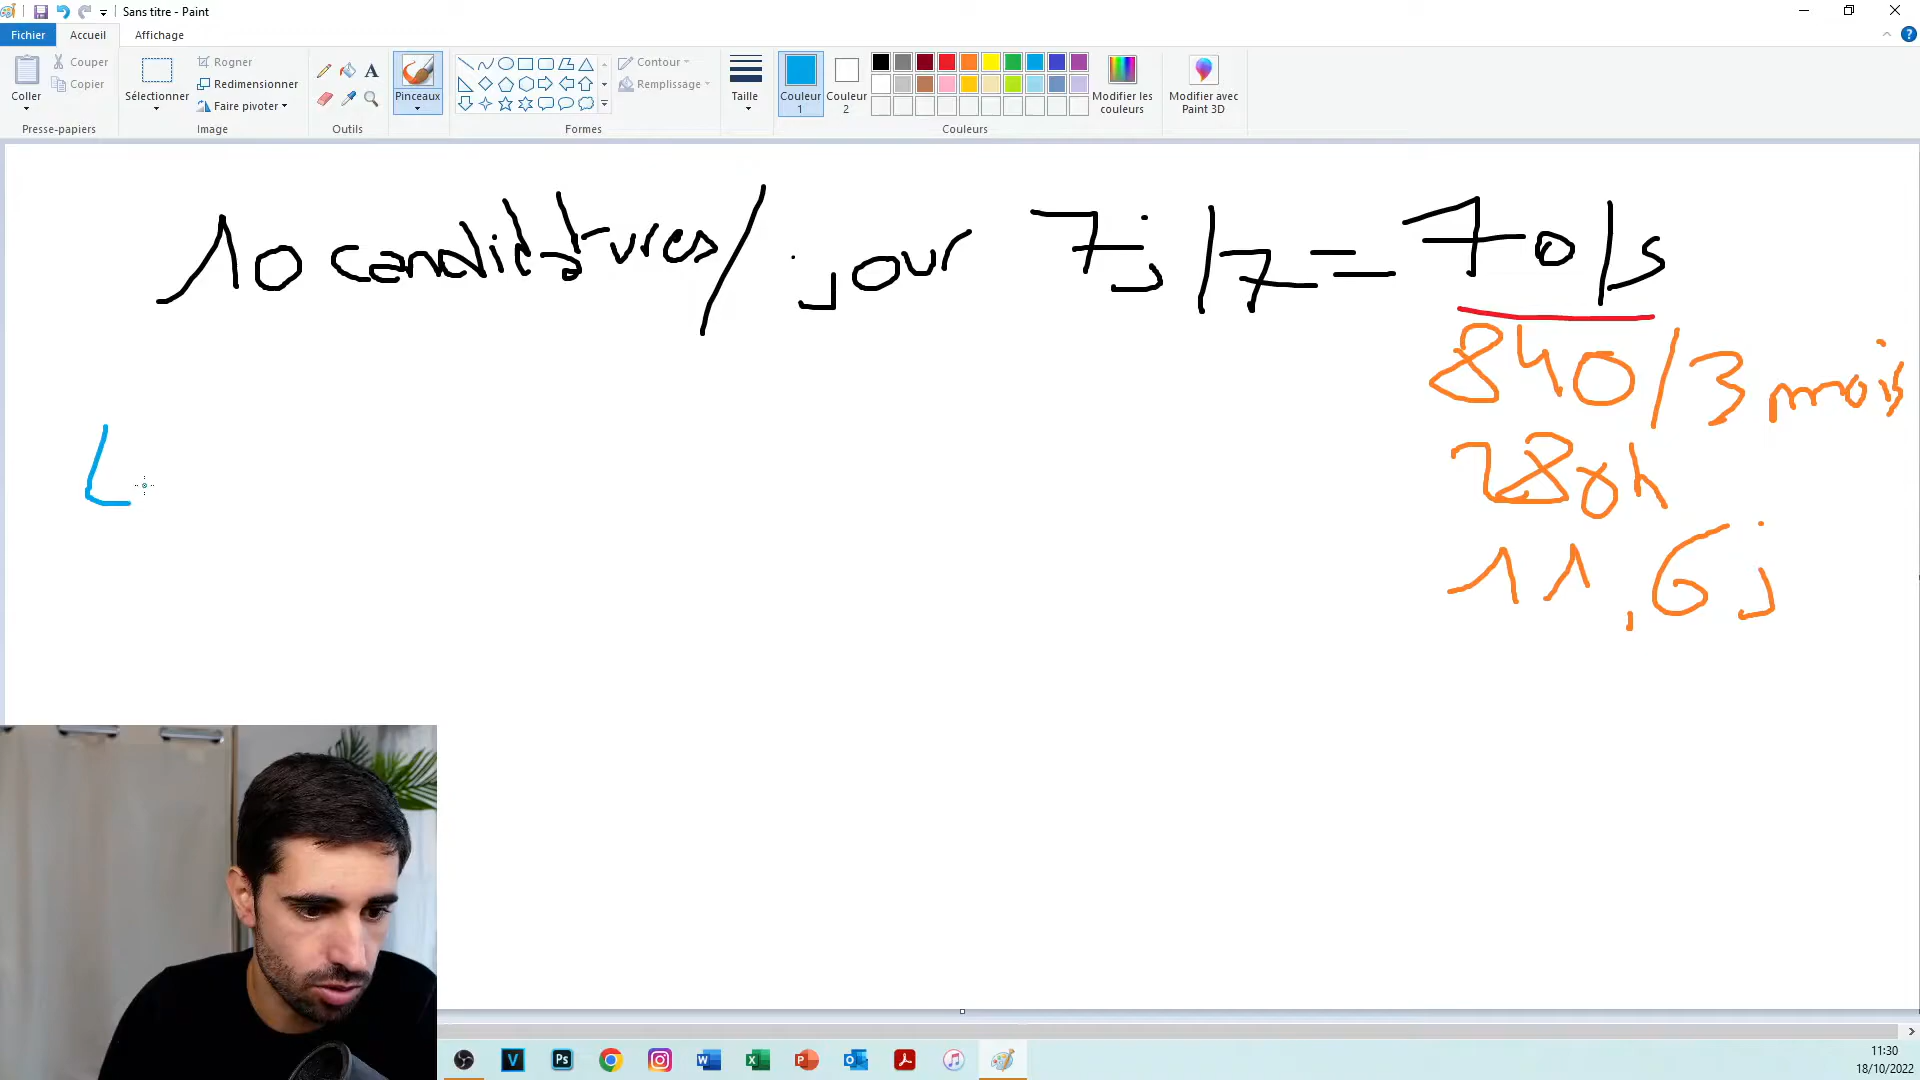 Sans titre - Paint
Fichier Accueil Affichage
Coller
Couper
Copier
Presse-papiers
Sélectionner
Rogner
Redimensionner
Faire pivoter
Image
Outils
Pinceaux
Contour
Remplissage
Formes
Taille
Couleur 1
Couleur 2
Couleurs
Modifier les couleurs
Modifier avec Paint 3D
10 candidatures/jour 7j/7 = 70/s
840/3 mois
280h
11,6j
L
11:30
18/10/2022